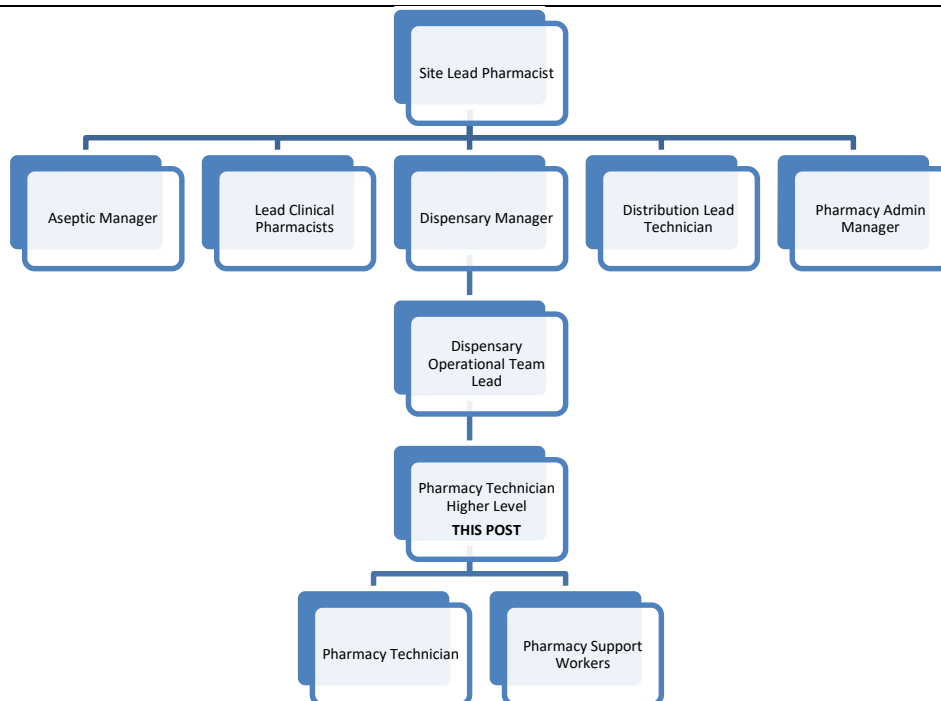 Site Lead Pharmacist
Aseptic Manager
Lead Clinical
Pharmacists
Dispensary Manager
Distribution Lead
Technician
Pharmacy Admin
Manager
Dispensary
Operational Team
Lead
Pharmacy Technician
Higher Level
THIS POST
Pharmacy Technician
Pharmacy Support
Workers